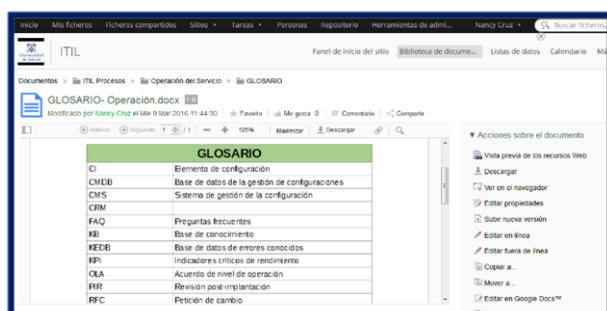 Inicio Mis ficheros Ficheros compartidos Sitios Tareas Personas Repositorio Herramientas de admi... Nancy Cruz Buscar ficheros,
ITIL Panel de inicio del sitio Biblioteca de docume... Listas de datos Calendario Má
Documentos > ITIL Procesos > Operación del Servicio > GLOSARIO
GLOSARIO- Operación.docx 1.0
Modificado por Nancy Cruz el Mié 9 Mar 2016 11:44:30 Favorita Me gusta 0 Comentario Compartir
Anterior Siguiente 1 / 1 125% Maximizar Descargar
GLOSARIO
CI Elemento de configuración
CMDB Base de datos de la gestión de configuraciones
CMS Sistema de gestión de la configuración
CRM
FAQ Preguntas frecuentes
KB Base de conocimiento
KEDB Base de datos de errores conocidos
KPI Indicadores críticos de rendimiento
OLA Acuerdo de nivel de operación
PIR Revisión post-implantación
RFC Petición de cambio
Acciones sobre el documento
Vista previa de los recursos Web
Descargar
Ver en el navegador
Editar propiedades
Subir nueva versión
Editar en línea
Editar fuera de línea
Copiar a...
Mover a...
Editar en Google Docs™